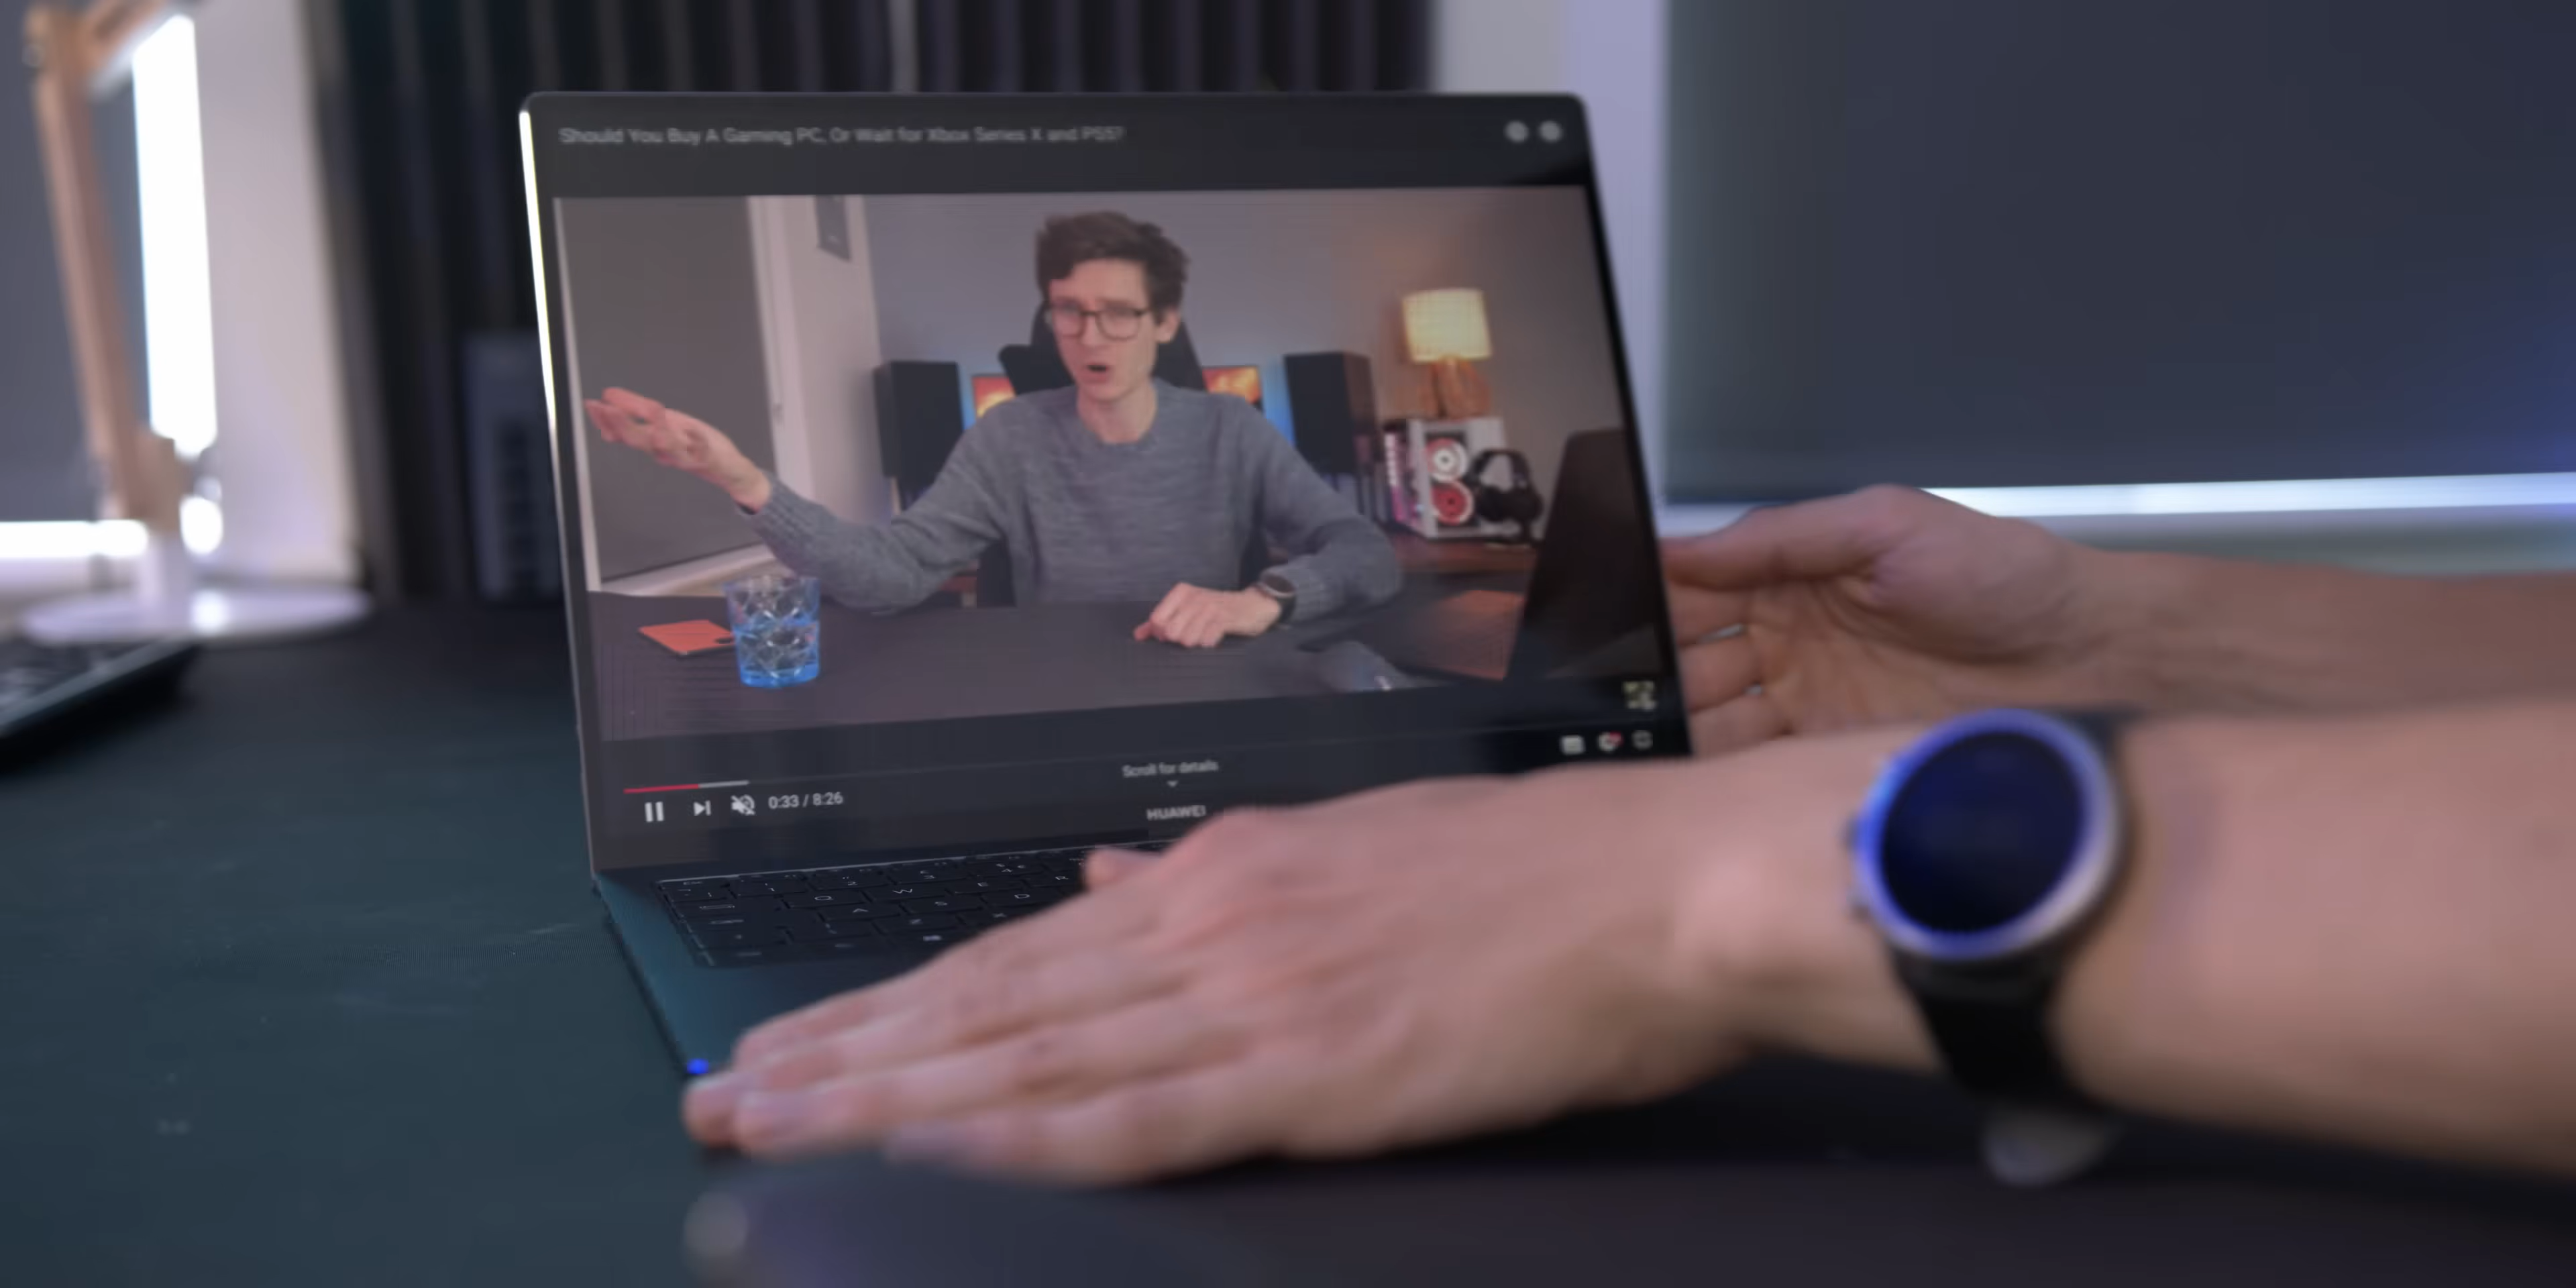 Should You Buy A Gaming PC, Or Wait for Xbox Series X and PS5?
Scroll for details
0:33 / 8:26
HUAWEI
Q W E R
A S
Z X